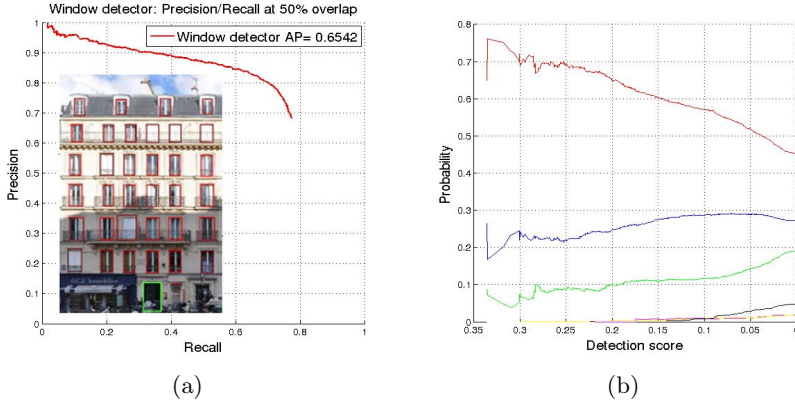 Window detector: Precision/Recall at 50% overlap
Window detector AP= 0.6542
1
0.9
0.8
0.7
0.6
0.5
0.4
0.3
0.2
0.1
0
0 0.2 0.4 0.6 0.8 1
Precision
Recall
(a)
0.8
0.7
0.6
0.5
0.4
0.3
0.2
0.1
0
0.35 0.3 0.25 0.2 0.15 0.1 0.05 0
Probability
Detection score
(b)